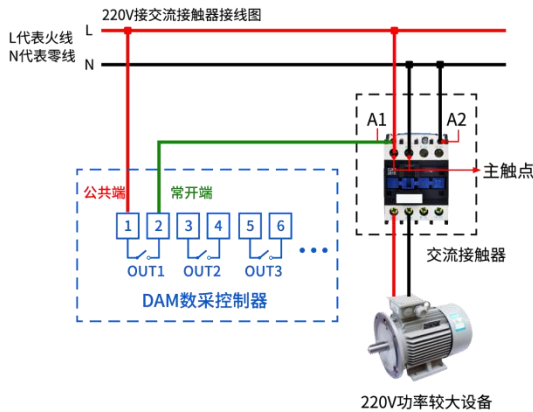 220V接交流接触器接线图
L代表火线
N代表零线
L
N
A1
A2
主触点
公共端
常开端
1 2 3 4 5 6
OUT1 OUT2 OUT3
DAM数采控制器
交流接触器
220V功率较大设备